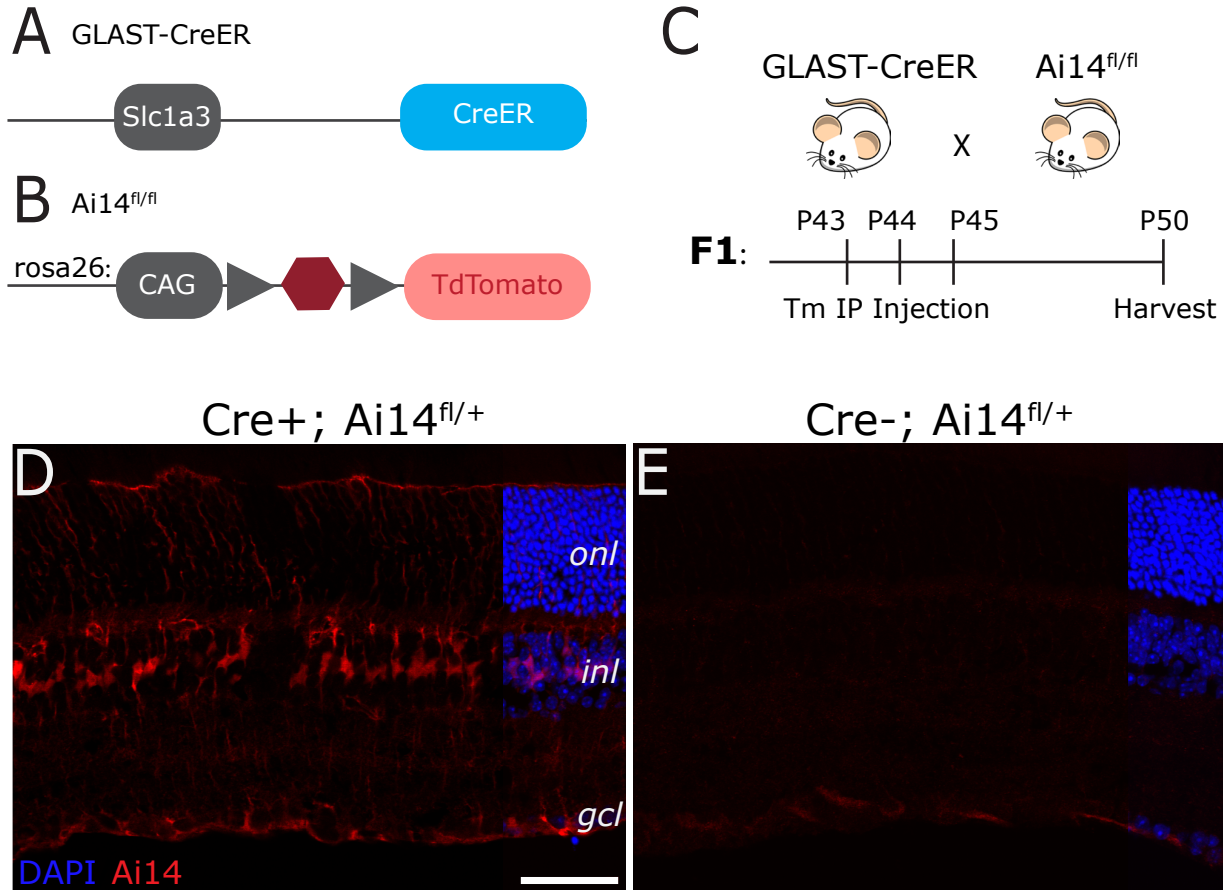 A GLAST-CreER
Slc1a3 CreER
B Ai14fl/fl
rosa26: CAG TdTomato
C
GLAST-CreER Ai14fl/fl
X
P43 P44 P45 P50
F1:
Tm IP Injection Harvest
Cre+; Ai14fl/+ Cre-; Ai14fl/+
D E
onl
inl
gcl
DAPI Ai14